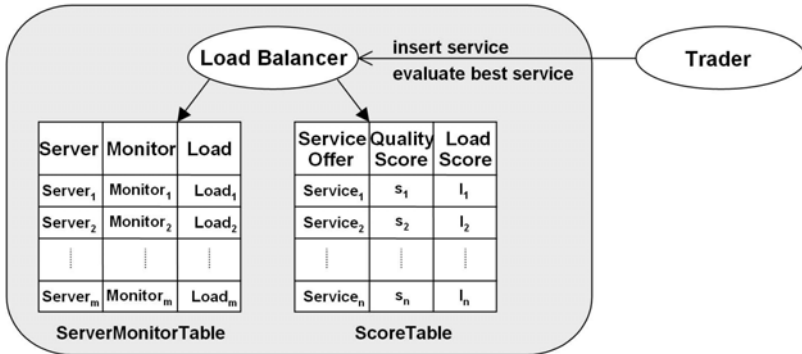 Load Balancer
insert service
evaluate best service
Trader
Server Monitor Load
Server₁ Monitor₁ Load₁
Server₂ Monitor₂ Load₂
Serverₘ Monitorₘ Loadₘ
ServerMonitorTable
Service Quality Load
Offer Score Score
Service₁ s₁ l₁
Service₂ s₂ l₂
Serviceₙ sₙ lₙ
ScoreTable